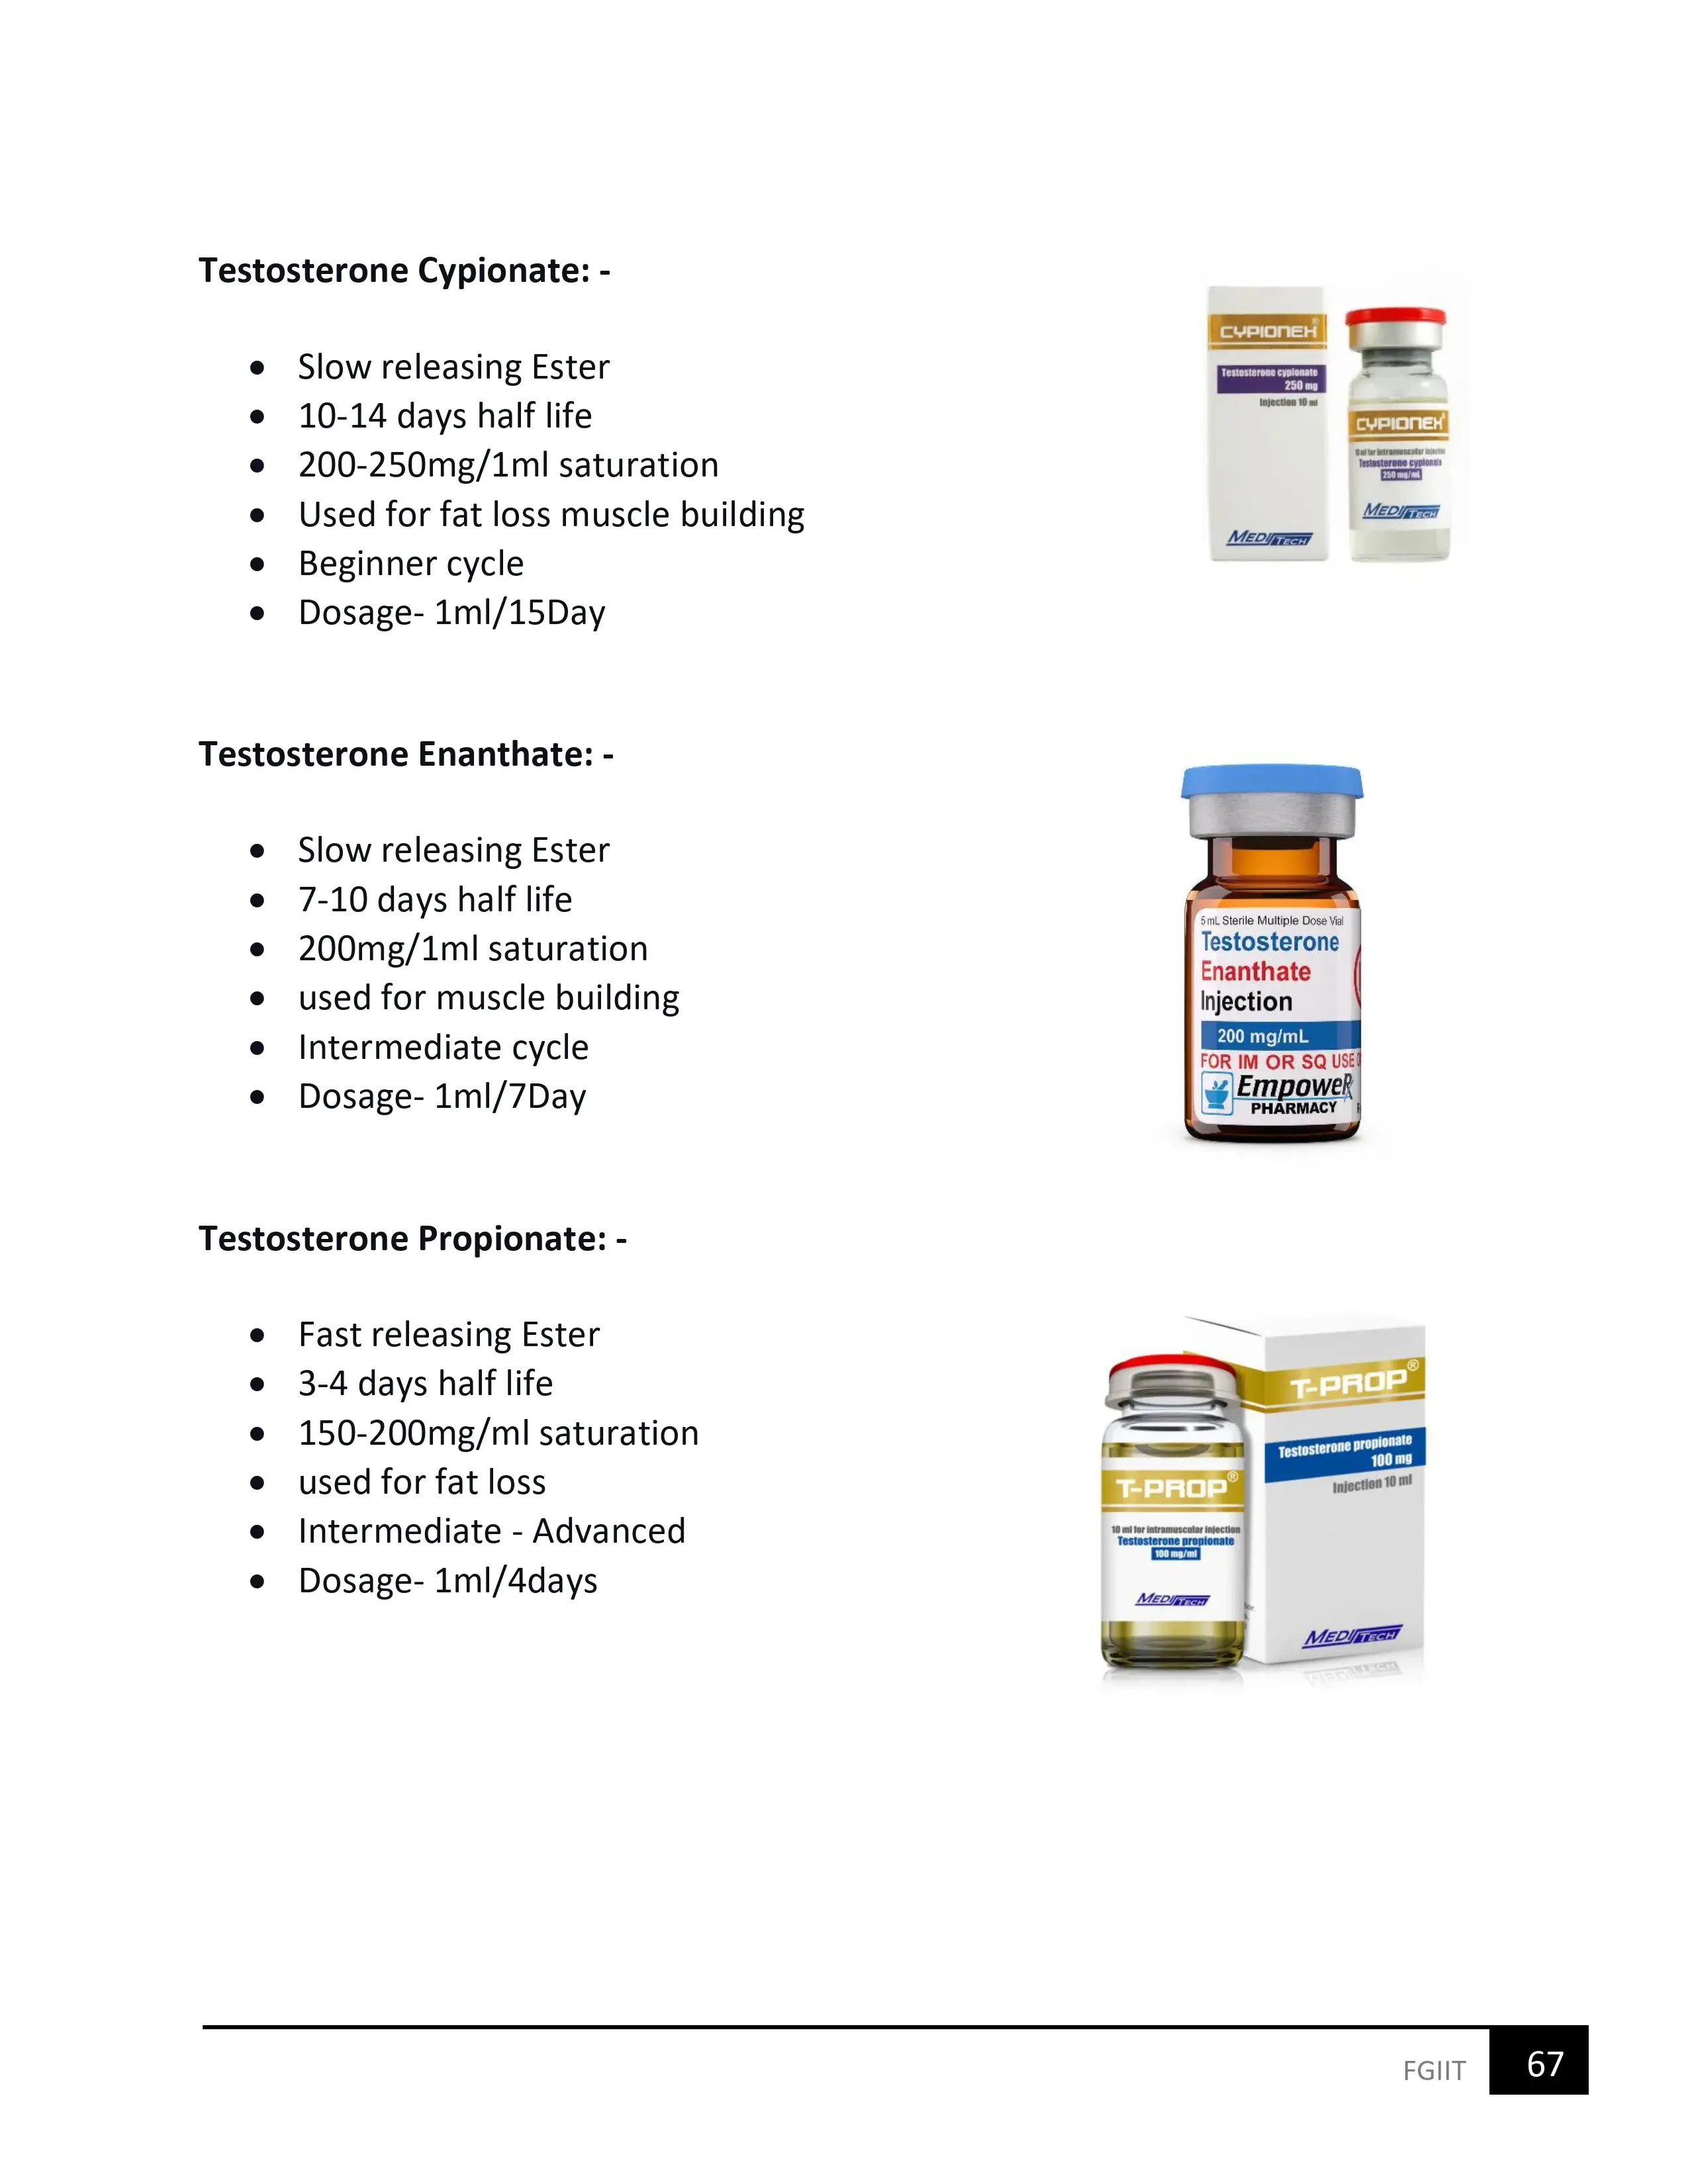 Testosterone Cypionate: -
• Slow releasing Ester
• 10-14 days half life
• 200-250mg/1ml saturation
• Used for fat loss muscle building
• Beginner cycle
• Dosage- 1ml/15Day
CYPIONEX®
Testosterone cypionate
250 mg
Injection 10 ml
MEDITECH
CYPIONEX®
10 ml for intramuscular injection
Testosterone cypionate
250 mg/ml
MEDITECH
Testosterone Enanthate: -
• Slow releasing Ester
• 7-10 days half life
• 200mg/1ml saturation
• used for muscle building
• Intermediate cycle
• Dosage- 1ml/7Day
5 mL Sterile Multiple Dose Vial
Testosterone
Enanthate
Injection
200 mg/mL
FOR IM OR SQ USE
EmpoweR
PHARMACY
Testosterone Propionate: -
• Fast releasing Ester
• 3-4 days half life
• 150-200mg/ml saturation
• used for fat loss
• Intermediate - Advanced
• Dosage- 1ml/4days
T-PROP®
Testosterone propionate
100 mg
Injection 10 ml
MEDITECH
T-PROP®
10 ml for intramuscular injection
Testosterone propionate
100 mg/ml
MEDITECH
FGIIT
67